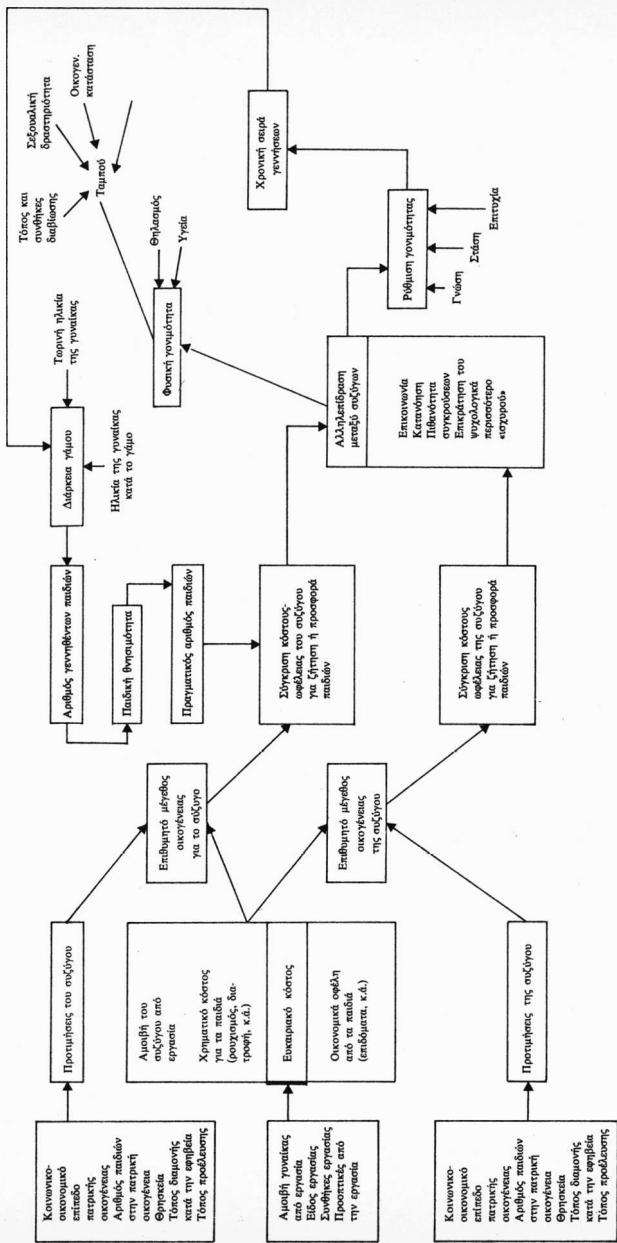 Κοινωνικο-
οικονομικό
επίπεδο
πατρικής
οικογένειας
Αριθμός παιδιών
στην πατρική
οικογένεια
Θρησκεία
Τόπος διαμονής
κατά την εφηβεία
Τόπος προέλευσης
Προτιμήσεις του συζύγου
Αμοιβή γυναίκας
από εργασία
Είδος εργασίας
Συνθήκες εργασίας
Προοπτικές από
την εργασία
Αμοιβή του
συζύγου από
εργασία
Χρηματικό κόστος
για τα παιδιά
(ρουχισμός, δια-
τροφή, κ.ά.)
Ευκαιριακό κόστος
Οικονομικά οφέλη
από τα παιδιά
(επιδόματα, κ.ά.)
Κοινωνικο-
οικονομικό
επίπεδο
πατρικής
οικογένειας
Αριθμός παιδιών
στην πατρική
οικογένεια
Θρησκεία
Τόπος διαμονής
κατά την εφηβεία
Τόπος προέλευσης
Προτιμήσεις της συζύγου
Επιθυμητό μέγεθος
οικογένειας
για το σύζυγο
Επιθυμητό μέγεθος
οικογένειας
της συζύγου
Αριθμός γεννηθέντων παιδιών
Παιδική θνησιμότητα
Πραγματικός αριθμός παιδιών
Σύγκριση κόστους-
ωφέλειας του συζύγου
για ζήτηση ή προσφορά
παιδιών
Σύγκριση κόστους
ωφέλειας της συζύγου
για ζήτηση ή προσφορά
παιδιών
Διάρκεια γάμου
Τωρινή ηλικία
της γυναίκας
Ηλικία της γυναίκας
κατά το γάμο
Τόπος και
συνθήκες
διαβίωσης
Σεξουαλική
δραστηριότητα
Οικογεν.
κατάσταση
Ταμπού
Φυσική γονιμότητα
Θηλασμός
Υγεία
Αλληλεπίδραση
μεταξύ συζύγων
Επικοινωνία
Κατανόηση
Πιθανότητα
συγκρούσεων
Επικράτηση του
ψυχολογικά
περισσότερο
«ισχυρού»
Ρύθμιση γονιμότητας
Γνώση
Στάση
Επιτυχία
Χρονική σειρά
γεννήσεων